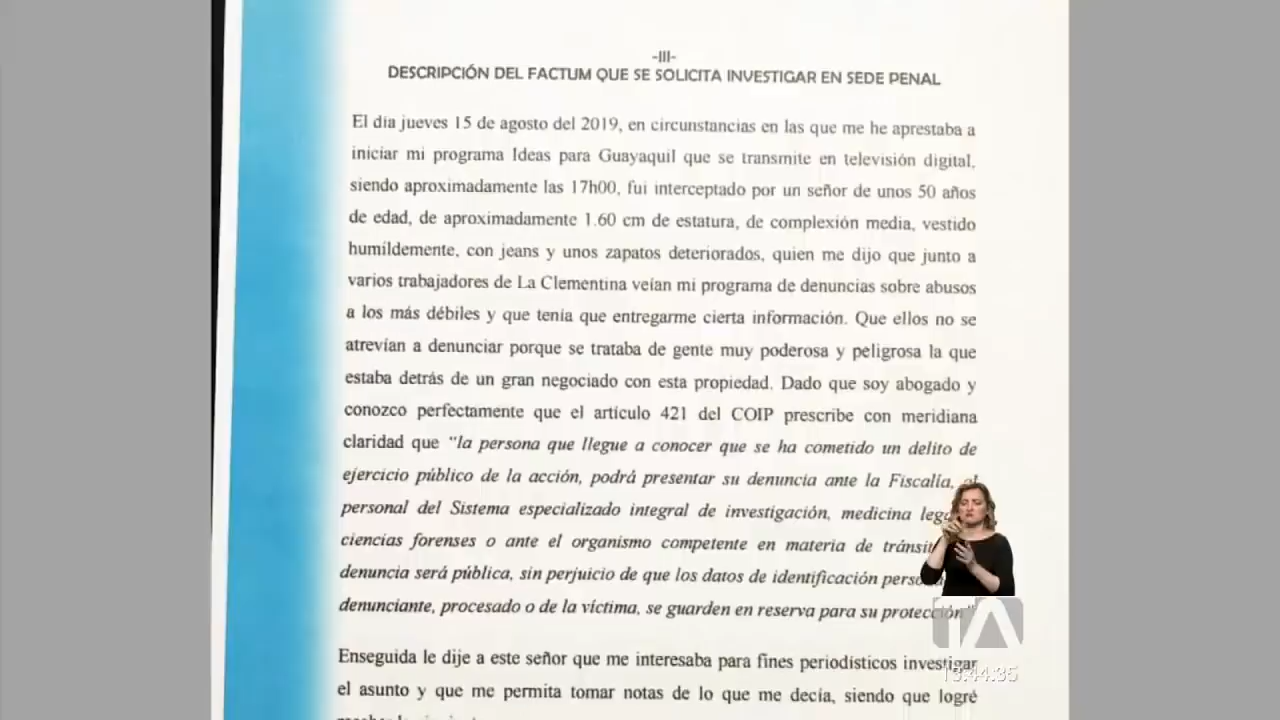 -III-
DESCRIPCIÓN DEL FACTUM QUE SE SOLICITA INVESTIGAR EN SEDE PENAL
El día jueves 15 de agosto del 2019, en circunstancias en las que me he aprestaba a
iniciar mi programa Ideas para Guayaquil que se transmite en televisión digital,
siendo aproximadamente las 17h00, fui interceptado por un señor de unos 50 años
de edad, de aproximadamente 1.60 cm de estatura, de complexión media, vestido
humildemente, con jeans y unos zapatos deteriorados, quien me dijo que junto a
varios trabajadores de La Clementina veían mi programa de denuncias sobre abusos
a los más débiles y que tenía que entregarme cierta información. Que ellos no se
atrevían a denunciar porque se trataba de gente muy poderosa y peligrosa la que
estaba detrás de un gran negociado con esta propiedad. Dado que soy abogado y
conozco perfectamente que el artículo 421 del COIP prescribe con meridiana
claridad que "la persona que llegue a conocer que se ha cometido un delito de
ejercicio público de la acción, podrá presentar su denuncia ante la Fiscalía,
personal del Sistema especializado integral de investigación, medicina
ciencias forenses o ante el organismo competente en materia de
denuncia será pública, sin perjuicio de que los datos de identificación
denunciante, procesado o de la víctima, se guarden en reserva para su protección"
Enseguida le dije a este señor que me interesaba para fines periodísticos investigar
el asunto y que me permita tomar notas de lo que me decía, siendo que logré
TA
13:44:35